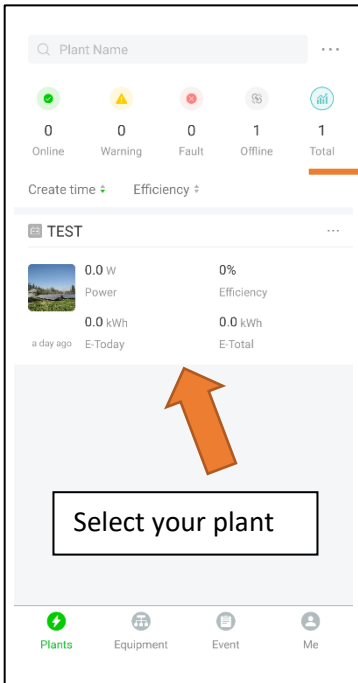 Plant Name ...
0 0 0 1 1
Online Warning Fault Offline Total
Create time Efficiency
TEST ...
0.0 W 0%
Power Efficiency
0.0 kWh 0.0 kWh
a day ago E-Today E-Total
Select your plant
Plants Equipment Event Me